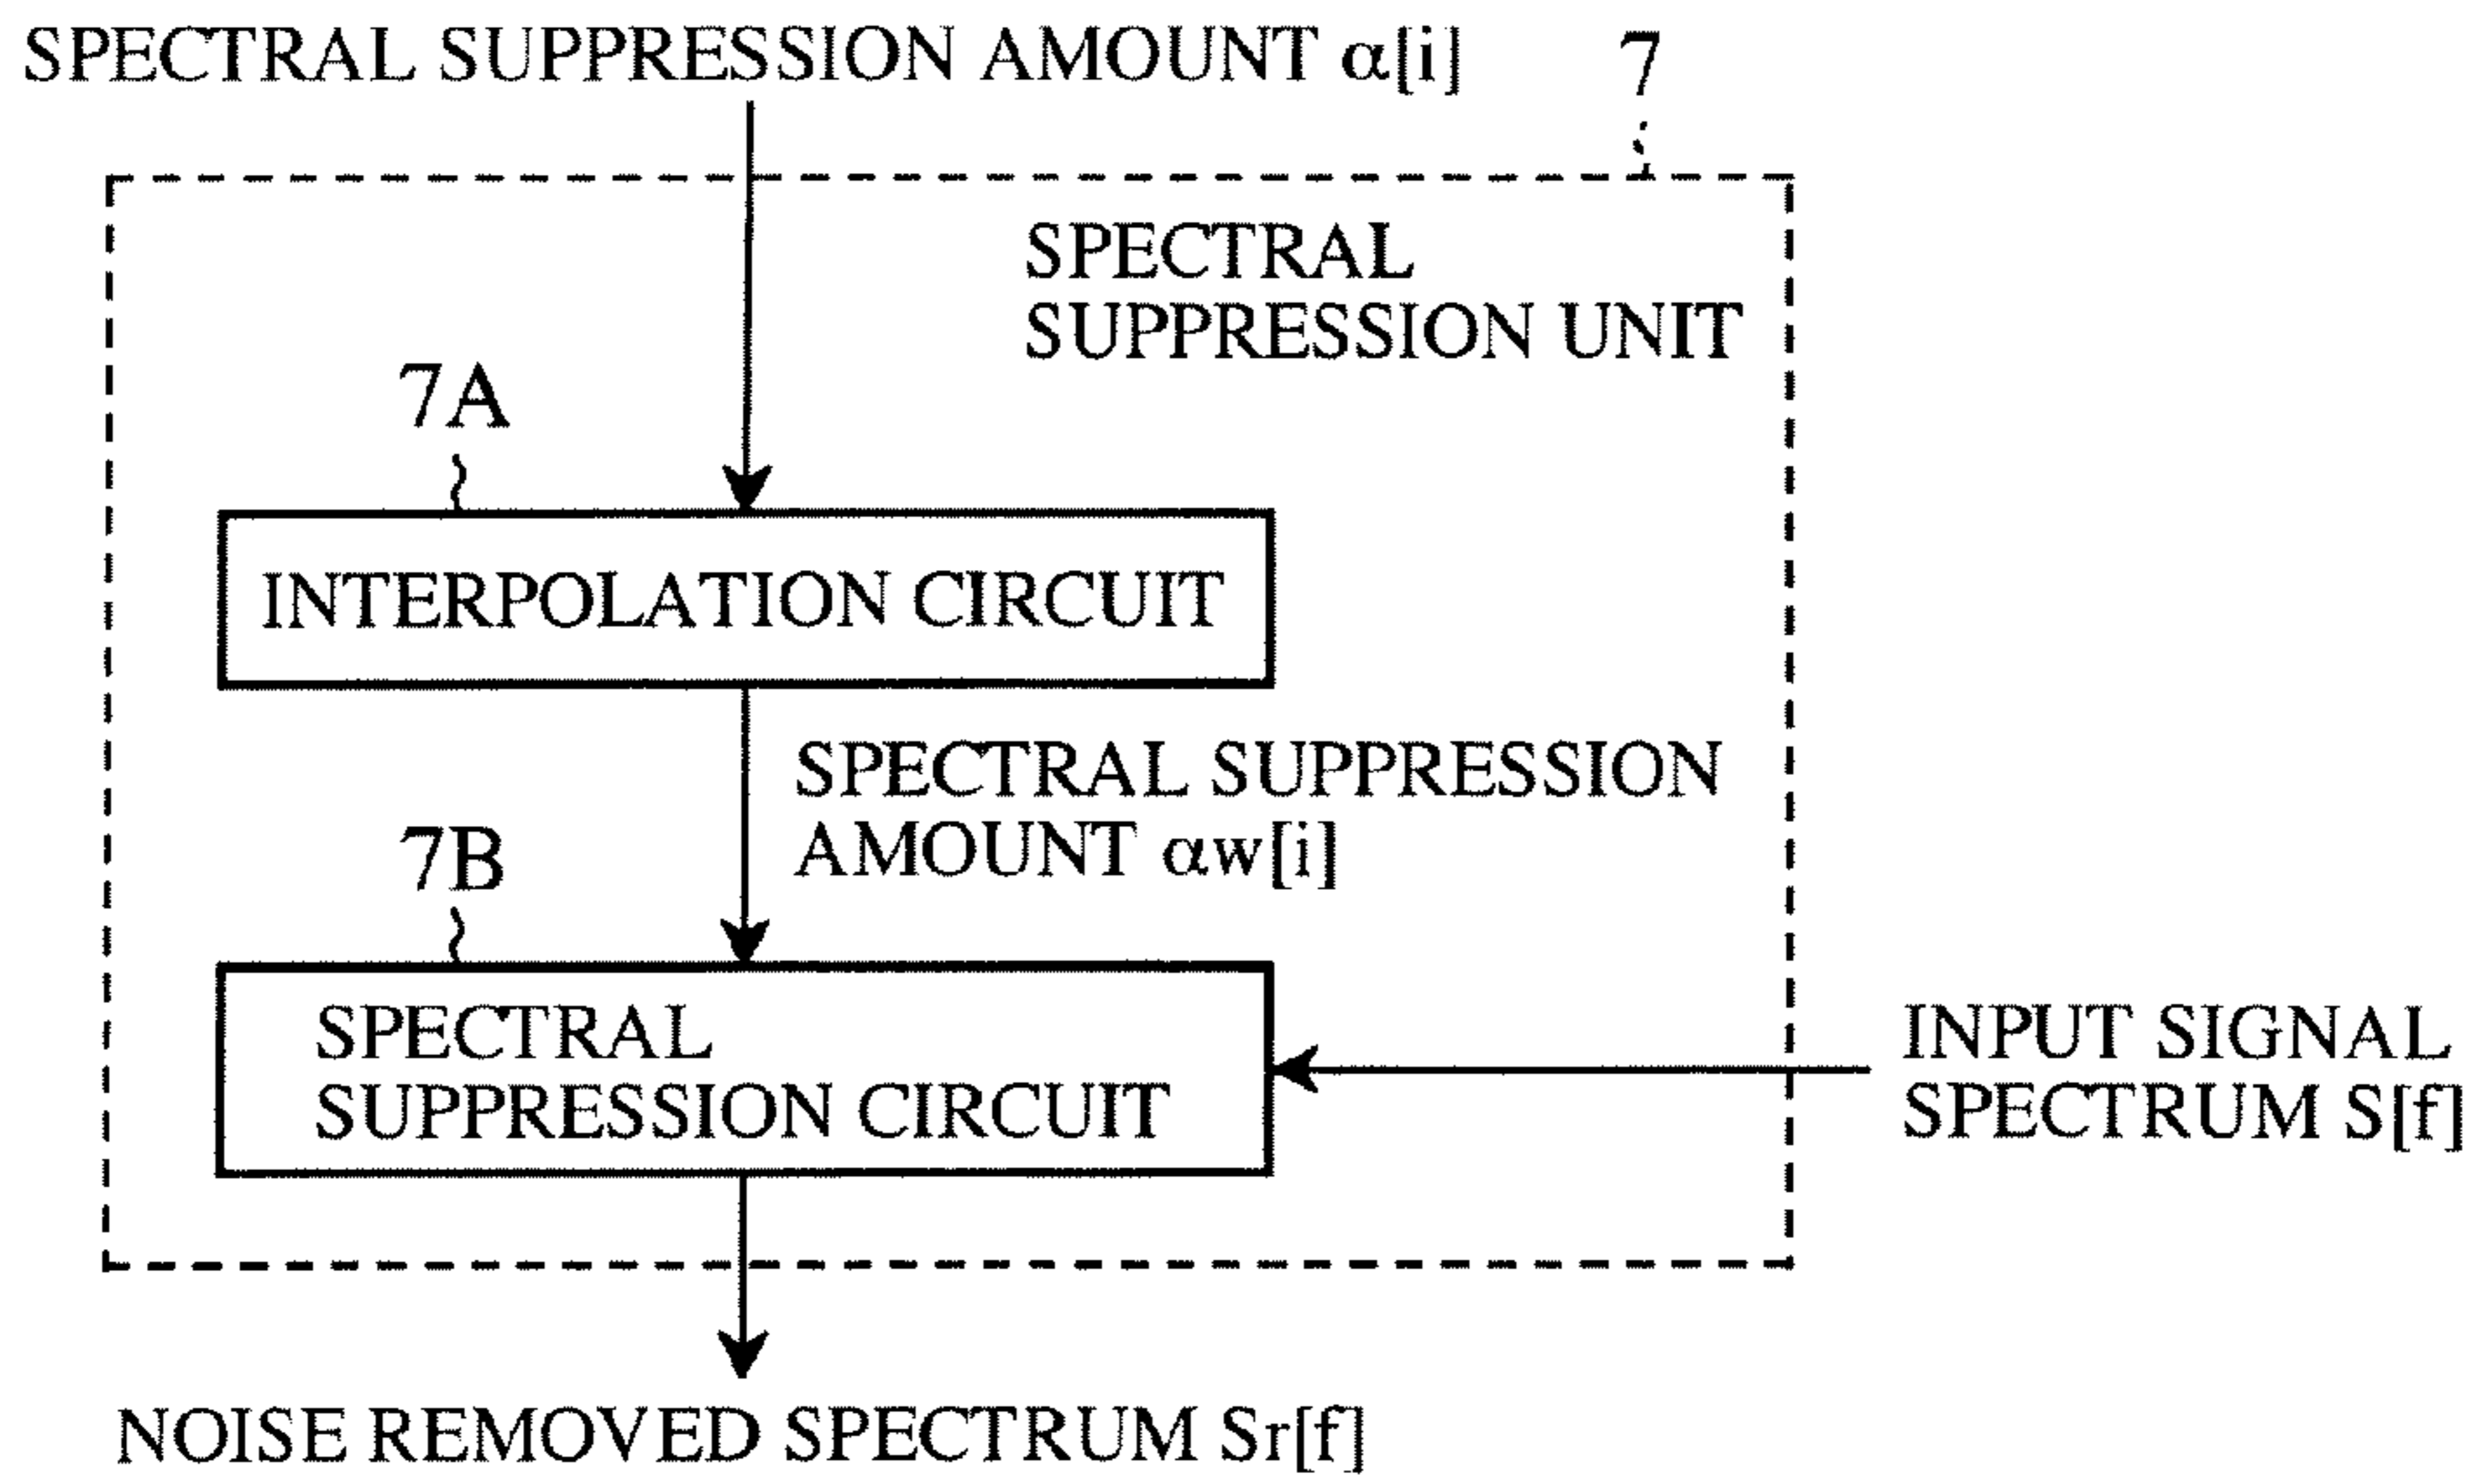 SPECTRAL SUPPRESSION AMOUNT α[i]
7
SPECTRAL
SUPPRESSION UNIT
7A
INTERPOLATION CIRCUIT
SPECTRAL SUPPRESSION
AMOUNT αw[i]
7B
SPECTRAL
SUPPRESSION CIRCUIT
INPUT SIGNAL
SPECTRUM S[f]
NOISE REMOVED SPECTRUM Sr[f]